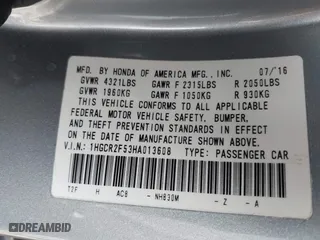 MFD. BY HONDA OF AMERICA MFG., INC. 07/16
GVWR 4321LBS GAWR F 2315LBS R 2050LBS
GVWR 1960KG GAWR F 1050KG R 930KG
THIS VEHICLE CONFORMS TO ALL APPLICABLE
FEDERAL MOTOR VEHICLE SAFETY, BUMPER,
AND THEFT PREVENTION STANDARDS IN EFFECT
ON THE DATE OF MANUFACTURE SHOWN ABOVE.
V.I.N.: 1HGCR2F53HA013608 TYPE: PASSENGER CAR
T2F H AC8 - NH830M - Z - A
DREAMBID